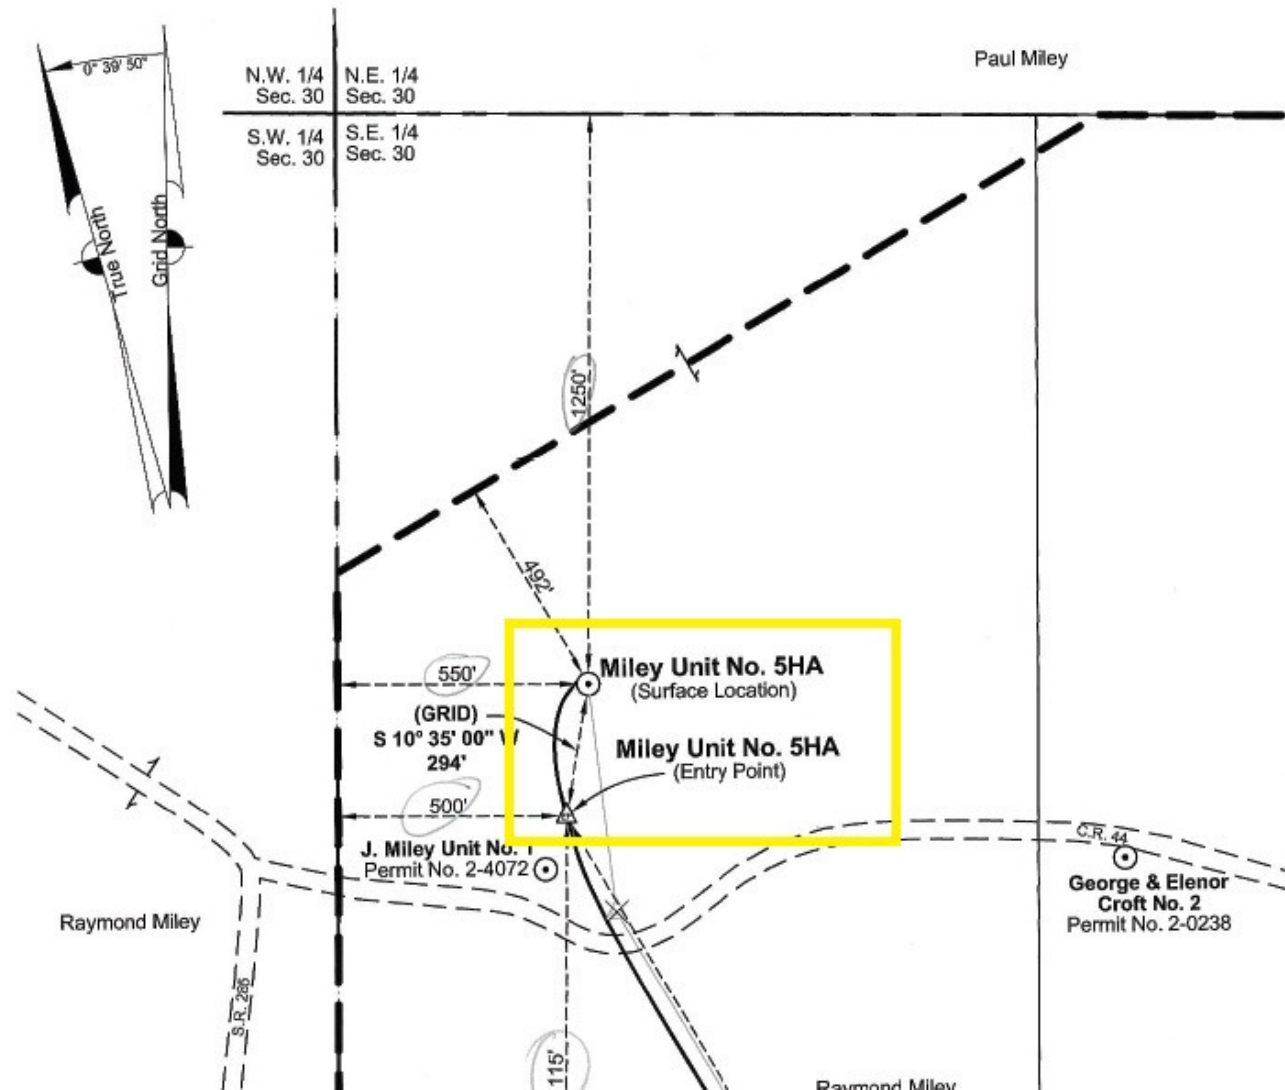 Paul Miley
0° 39' 50"
N.W. 1/4
Sec. 30
N.E. 1/4
Sec. 30
S.W. 1/4
Sec. 30
S.E. 1/4
Sec. 30
True North
Grid North
1250'
492'
550'
Miley Unit No. 5HA
(Surface Location)
(GRID)
S 10° 35' 00" W
294'
Miley Unit No. 5HA
(Entry Point)
500'
J. Miley Unit No. 1
Permit No. 2-4072
C.R. 44
George & Elenor
Croft No. 2
Permit No. 2-0238
Raymond Miley
S.R. 286
115'
Raymond Miley